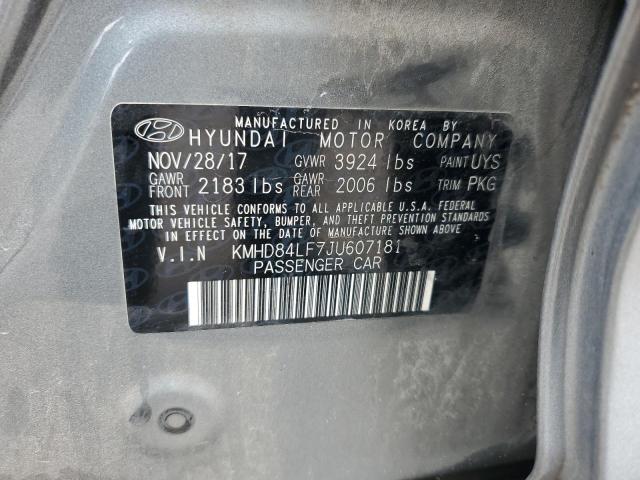 MANUFACTURED IN KOREA BY
HYUNDAI MOTOR COMPANY
NOV/28/17 GVWR 3924 lbs PAINT UYS
GAWR FRONT 2183 lbs GAWR REAR 2006 lbs TRIM PKG
THIS VEHICLE CONFORMS TO ALL APPLICABLE U.S.A. FEDERAL
MOTOR VEHICLE SAFETY, BUMPER, AND THEFT PREVENTION STANDARDS
IN EFFECT ON THE DATE OF MANUFACTURE SHOWN ABOVE
V.I.N KMHD84LF7JU607181
PASSENGER CAR